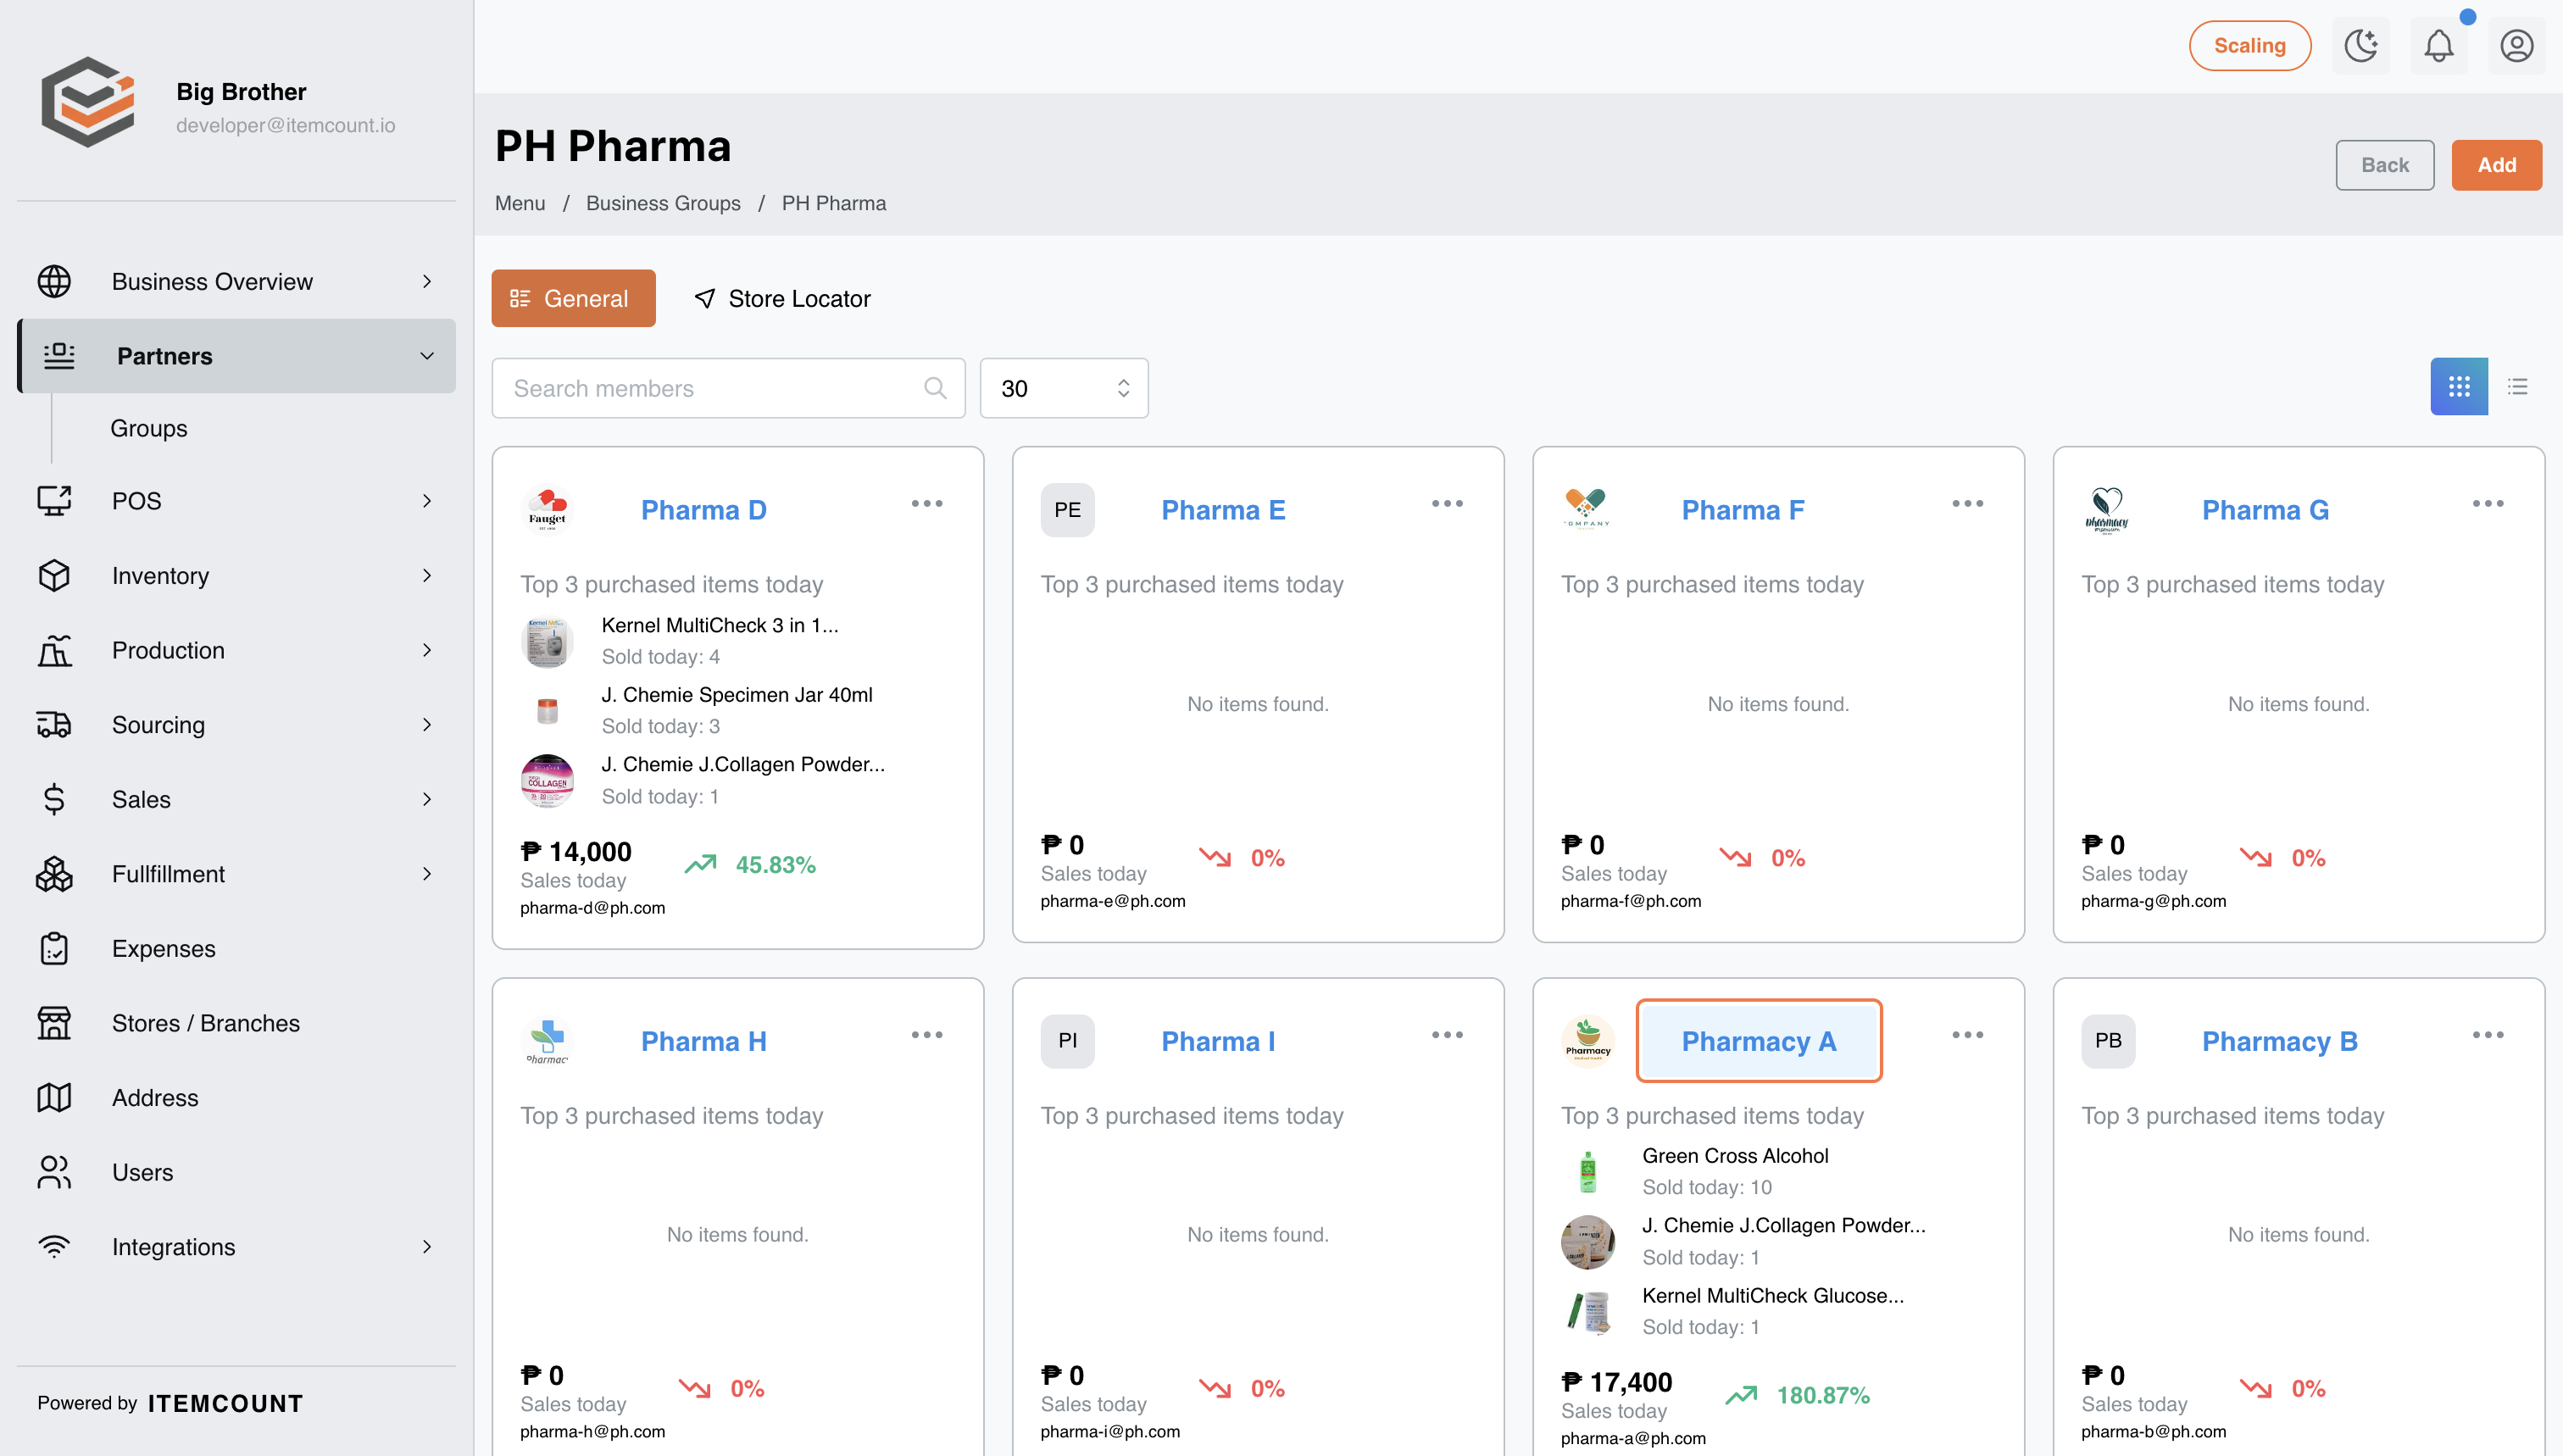 Big Brother
developer@itemcount.io
Business Overview
Partners
Groups
POS
Inventory
Production
Sourcing
Sales
Fullfillment
Expenses
Stores / Branches
Address
Users
Integrations
Powered by ITEMCOUNT
Scaling
PH Pharma
Menu / Business Groups / PH Pharma
Back
Add
General
Store Locator
Search members
30
Fauget
Pharma D
Top 3 purchased items today
Kernel MultiCheck 3 in 1...
Sold today: 4
J. Chemie Specimen Jar 40ml
Sold today: 3
COLLAGEN
J. Chemie J.Collagen Powder...
Sold today: 1
₱ 14,000
45.83%
Sales today
pharma-d@ph.com
PE
Pharma E
Top 3 purchased items today
No items found.
₱ 0
0%
Sales today
pharma-e@ph.com
Pharma F
Top 3 purchased items today
No items found.
₱ 0
0%
Sales today
pharma-f@ph.com
pharmacy
Pharma G
Top 3 purchased items today
No items found.
₱ 0
0%
Sales today
pharma-g@ph.com
Pharma H
Top 3 purchased items today
No items found.
₱ 0
0%
Sales today
pharma-h@ph.com
PI
Pharma I
Top 3 purchased items today
No items found.
₱ 0
0%
Sales today
pharma-i@ph.com
Pharmacy
Pharmacy A
Top 3 purchased items today
Green Cross Alcohol
Sold today: 10
J. Chemie J.Collagen Powder...
Sold today: 1
Kernel MultiCheck Glucose...
Sold today: 1
₱ 17,400
180.87%
Sales today
pharma-a@ph.com
PB
Pharmacy B
Top 3 purchased items today
No items found.
₱ 0
0%
Sales today
pharma-b@ph.com